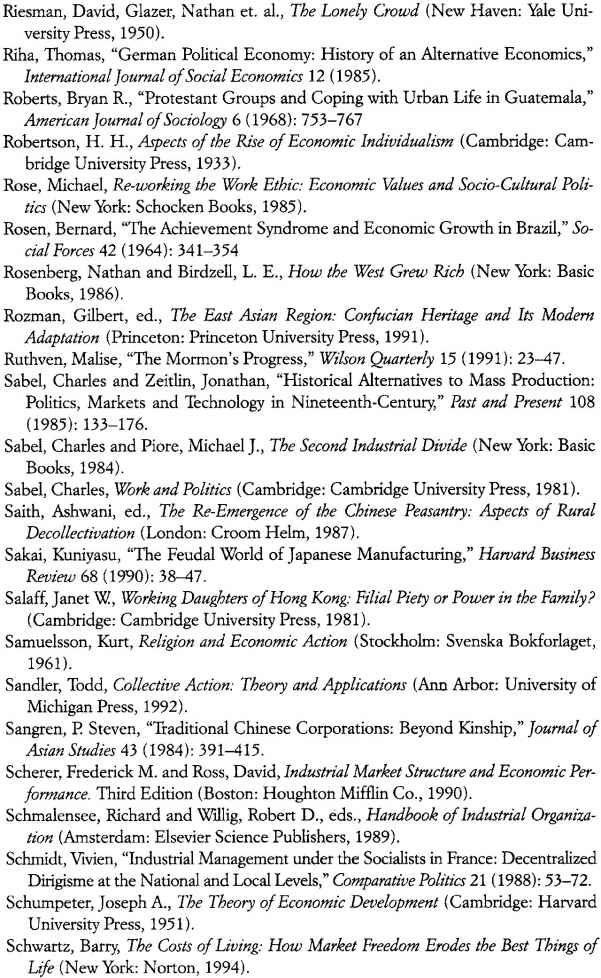 Riesman, David, Glazer, Nathan et. al., The Lonely Crowd (New Haven: Yale Uni-
versity Press, 1950).
Riha, Thomas, “German Political Economy: History of an Alternative Economics,”
International Journal of Social Economics 12 (1985).
Roberts, Bryan R., “Protestant Groups and Coping with Urban Life in Guatemala,”
American Journal of Sociology 6 (1968): 753–767
Robertson, H. H., Aspects of the Rise of Economic Individualism (Cambridge: Cam-
bridge University Press, 1933).
Rose, Michael, Re-working the Work Ethic: Economic Values and Socio-Cultural Poli-
tics (New York: Schocken Books, 1985).
Rosen, Bernard, “The Achievement Syndrome and Economic Growth in Brazil,” So-
cial Forces 42 (1964): 341–354
Rosenberg, Nathan and Birdzell, L. E., How the West Grew Rich (New York: Basic
Books, 1986).
Rozman, Gilbert, ed., The East Asian Region: Confucian Heritage and Its Modern
Adaptation (Princeton: Princeton University Press, 1991).
Ruthven, Malise, “The Mormon’s Progress,” Wilson Quarterly 15 (1991): 23–47.
Sabel, Charles and Zeitlin, Jonathan, “Historical Alternatives to Mass Production:
Politics, Markets and Technology in Nineteenth-Century,” Past and Present 108
(1985): 133–176.
Sabel, Charles and Piore, Michael J., The Second Industrial Divide (New York: Basic
Books, 1984).
Sabel, Charles, Work and Politics (Cambridge: Cambridge University Press, 1981).
Saith, Ashwani, ed., The Re-Emergence of the Chinese Peasantry: Aspects of Rural
Decollectivation (London: Croom Helm, 1987).
Sakai, Kuniyasu, “The Feudal World of Japanese Manufacturing,” Harvard Business
Review 68 (1990): 38–47.
Salaff, Janet W., Working Daughters of Hong Kong: Filial Piety or Power in the Family?
(Cambridge: Cambridge University Press, 1981).
Samuelsson, Kurt, Religion and Economic Action (Stockholm: Svenska Bokforlaget,
1961).
Sandler, Todd, Collective Action: Theory and Applications (Ann Arbor: University of
Michigan Press, 1992).
Sangren, P. Steven, “Traditional Chinese Corporations: Beyond Kinship,” Journal of
Asian Studies 43 (1984): 391–415.
Scherer, Frederick M. and Ross, David, Industrial Market Structure and Economic Per-
formance. Third Edition (Boston: Houghton Mifflin Co., 1990).
Schmalensee, Richard and Willig, Robert D., eds., Handbook of Industrial Organiza-
tion (Amsterdam: Elsevier Science Publishers, 1989).
Schmidt, Vivien, “Industrial Management under the Socialists in France: Decentralized
Dirigisme at the National and Local Levels,” Comparative Politics 21 (1988): 53–72.
Schumpeter, Joseph A., The Theory of Economic Development (Cambridge: Harvard
University Press, 1951).
Schwartz, Barry, The Costs of Living: How Market Freedom Erodes the Best Things of
Life (New York: Norton, 1994).